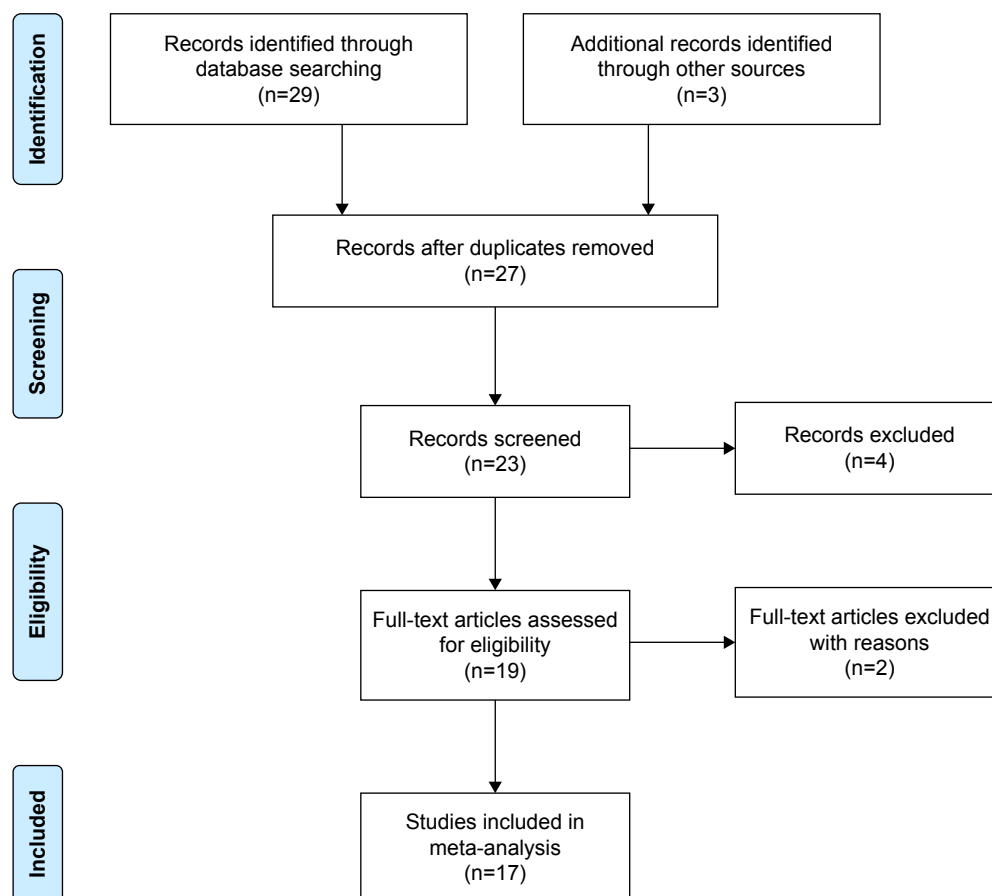 Identification
Records identified through
database searching
(n=29)
Additional records identified
through other sources
(n=3)
Records after duplicates removed
(n=27)
Screening
Records screened
(n=23)
Records excluded
(n=4)
Eligibility
Full-text articles assessed
for eligibility
(n=19)
Full-text articles excluded
with reasons
(n=2)
Included
Studies included in
meta-analysis
(n=17)